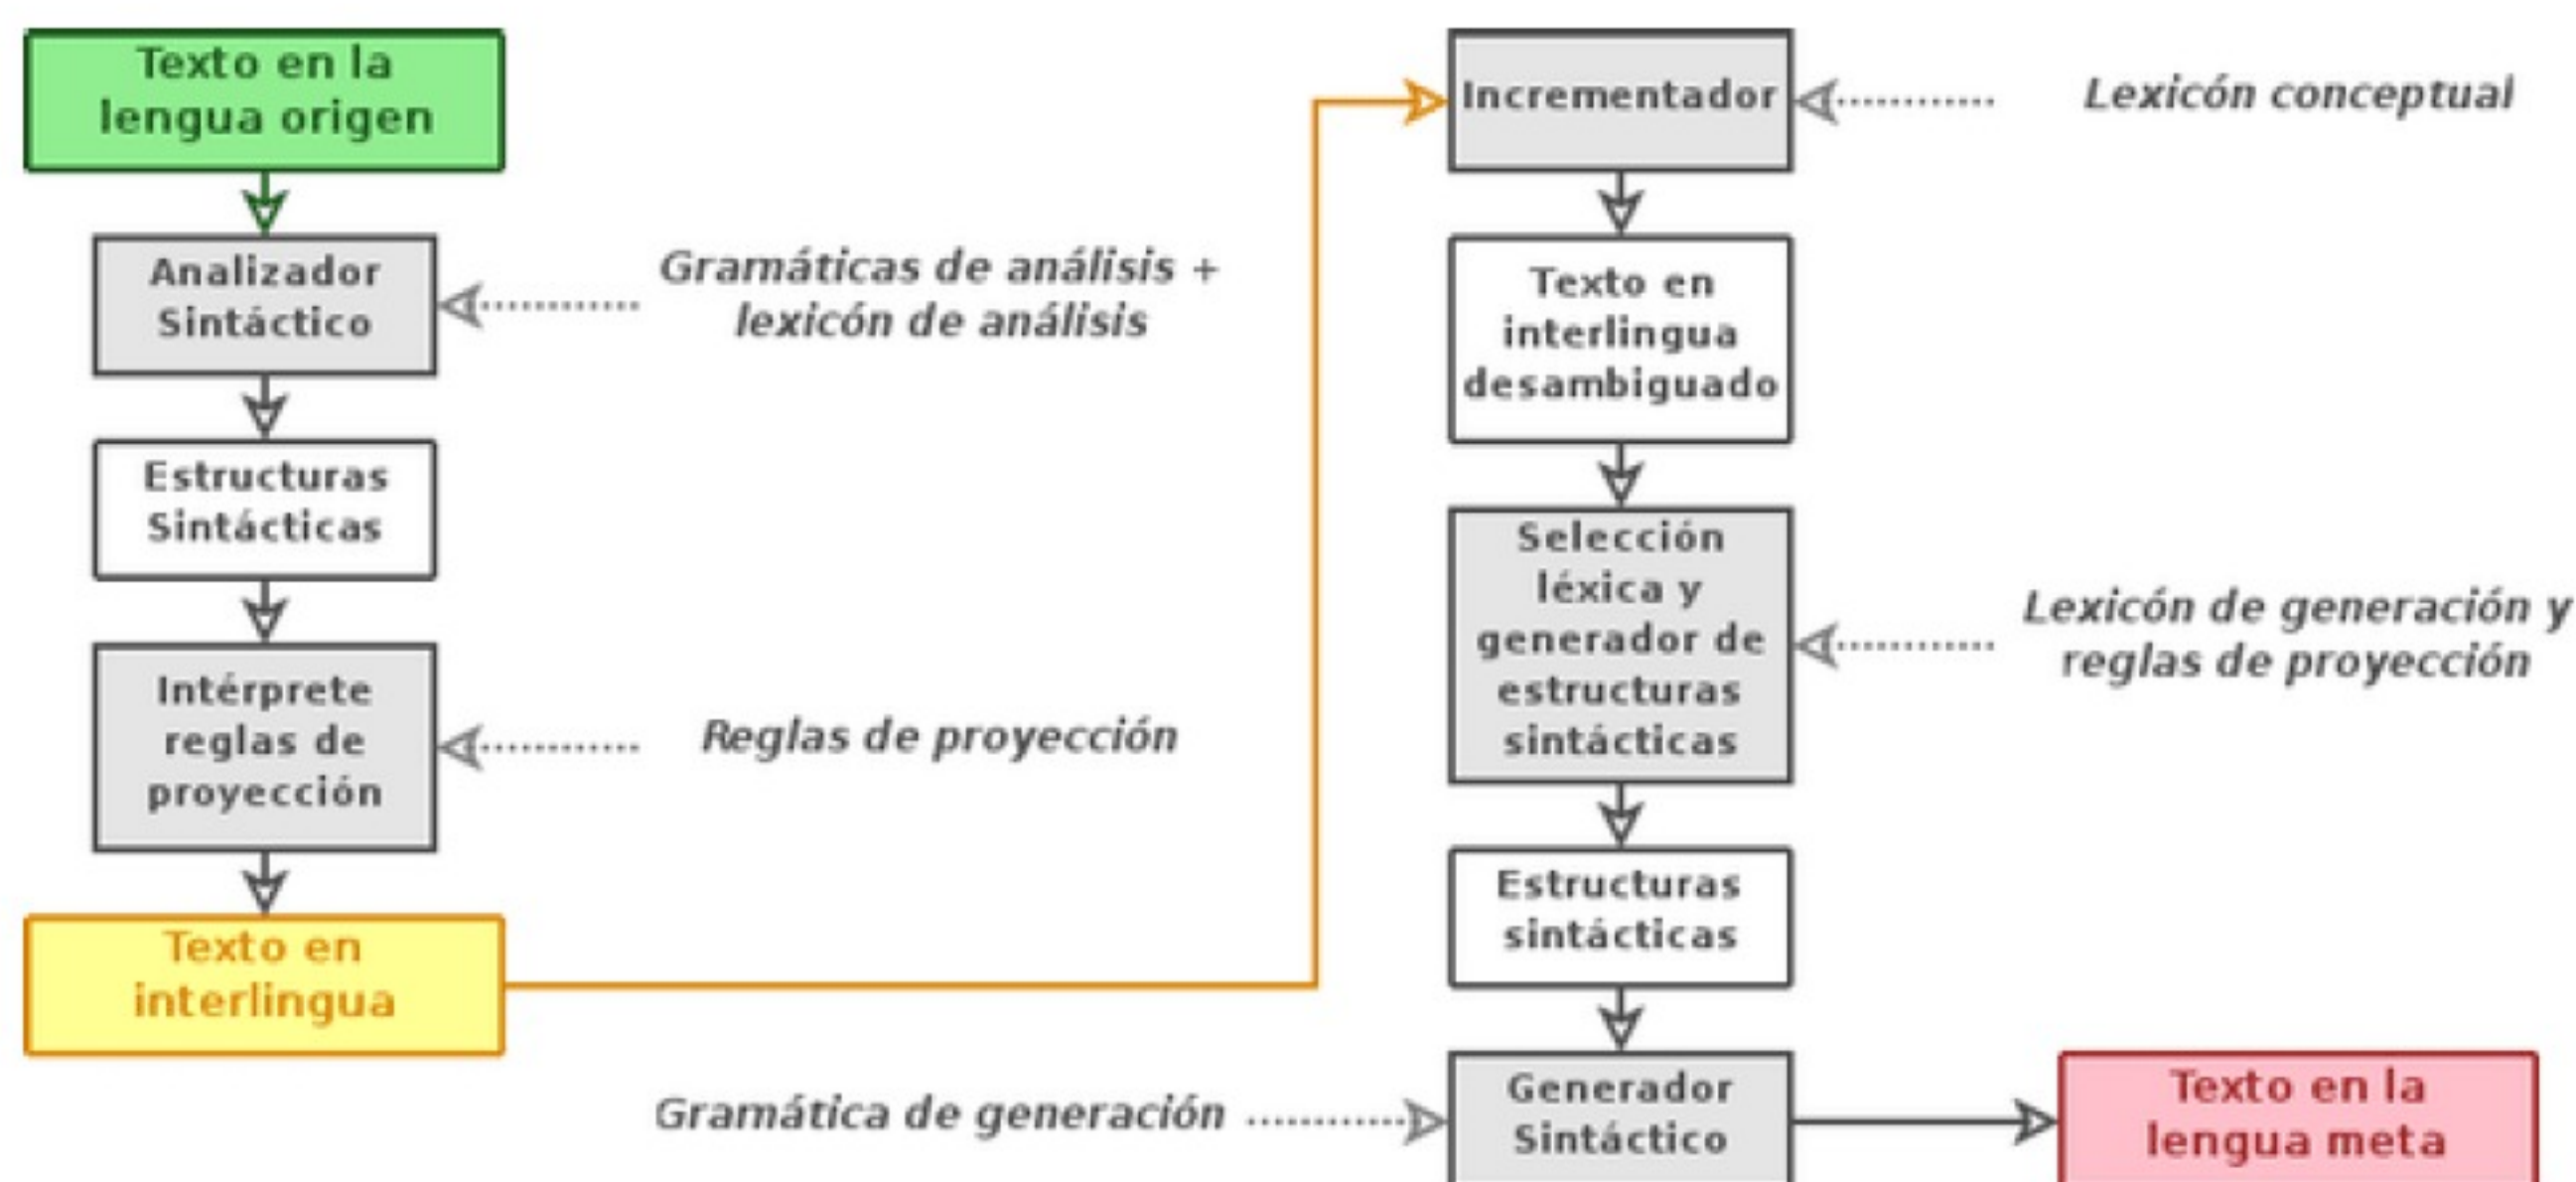 Texto en la
lengua origen
Analizador
Sintáctico
Gramáticas de análisis +
lexicón de análisis
Estructuras
Sintácticas
Intérprete
reglas de
proyección
Reglas de proyección
Texto en
interlingua
Incrementador
Lexicón conceptual
Texto en
interlingua
desambiguado
Selección
léxica y
generador de
estructuras
sintácticas
Lexicón de generación y
reglas de proyección
Estructuras
sintácticas
Gramática de generación
Generador
Sintáctico
Texto en la
lengua meta